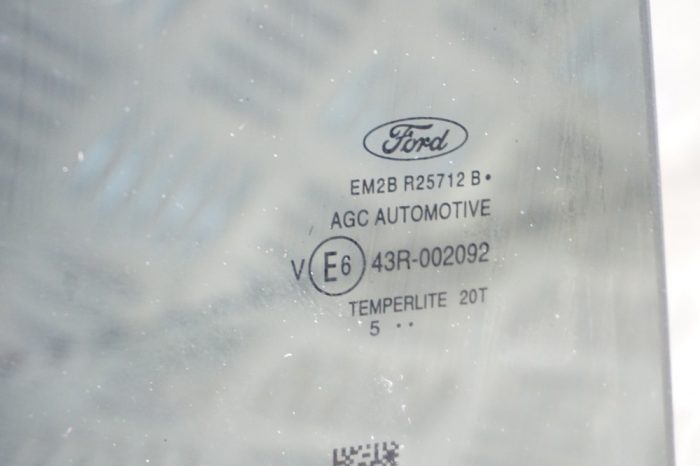 Ford
EM2B R25712 B •
AGC AUTOMOTIVE
V E6 43R-002092
TEMPERLITE 20T
5 • •